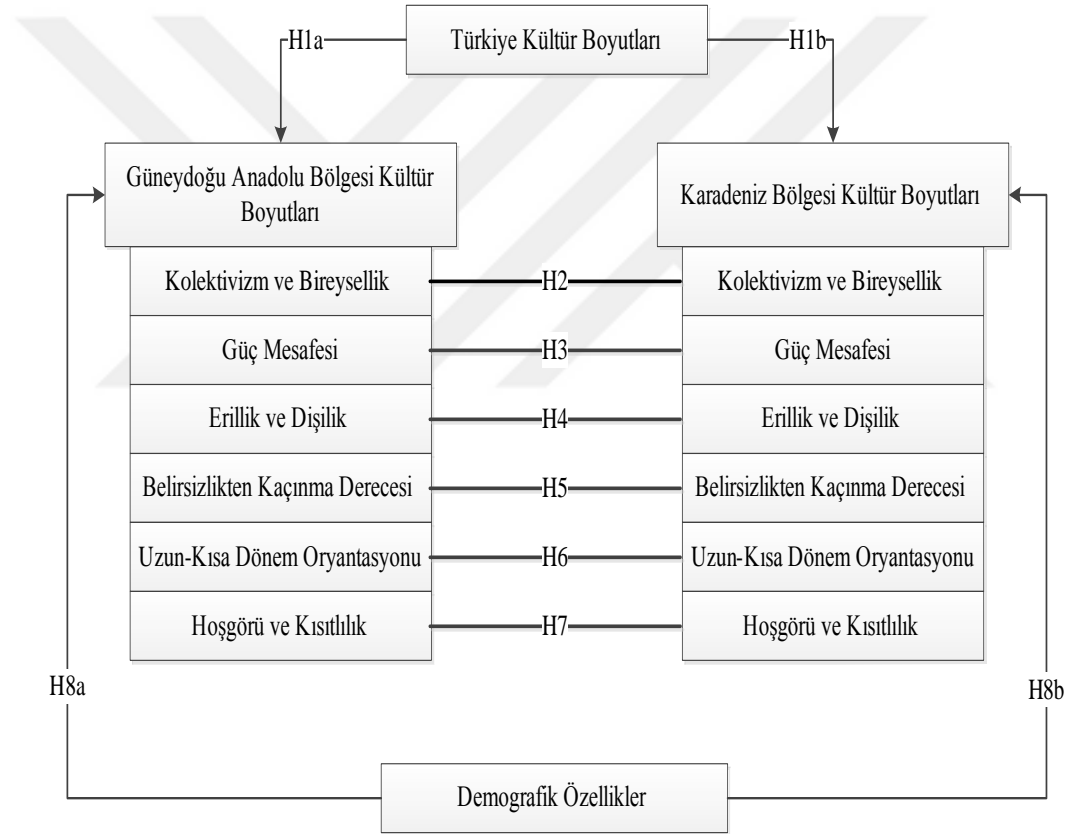 Türkiye Kültür Boyutları
H1a
H1b
Güneydoğu Anadolu Bölgesi Kültür
Boyutları
Karadeniz Bölgesi Kültür Boyutları
Kolektivizm ve Bireysellik
H2
Kolektivizm ve Bireysellik
Güç Mesafesi
H3
Güç Mesafesi
Erillik ve Dişilik
H4
Erillik ve Dişilik
Belirsizlikten Kaçınma Derecesi
H5
Belirsizlikten Kaçınma Derecesi
Uzun-Kısa Dönem Oryantasyonu
H6
Uzun-Kısa Dönem Oryantasyonu
Hoşgörü ve Kısıtlılık
H7
Hoşgörü ve Kısıtlılık
H8a
H8b
Demografik Özellikler